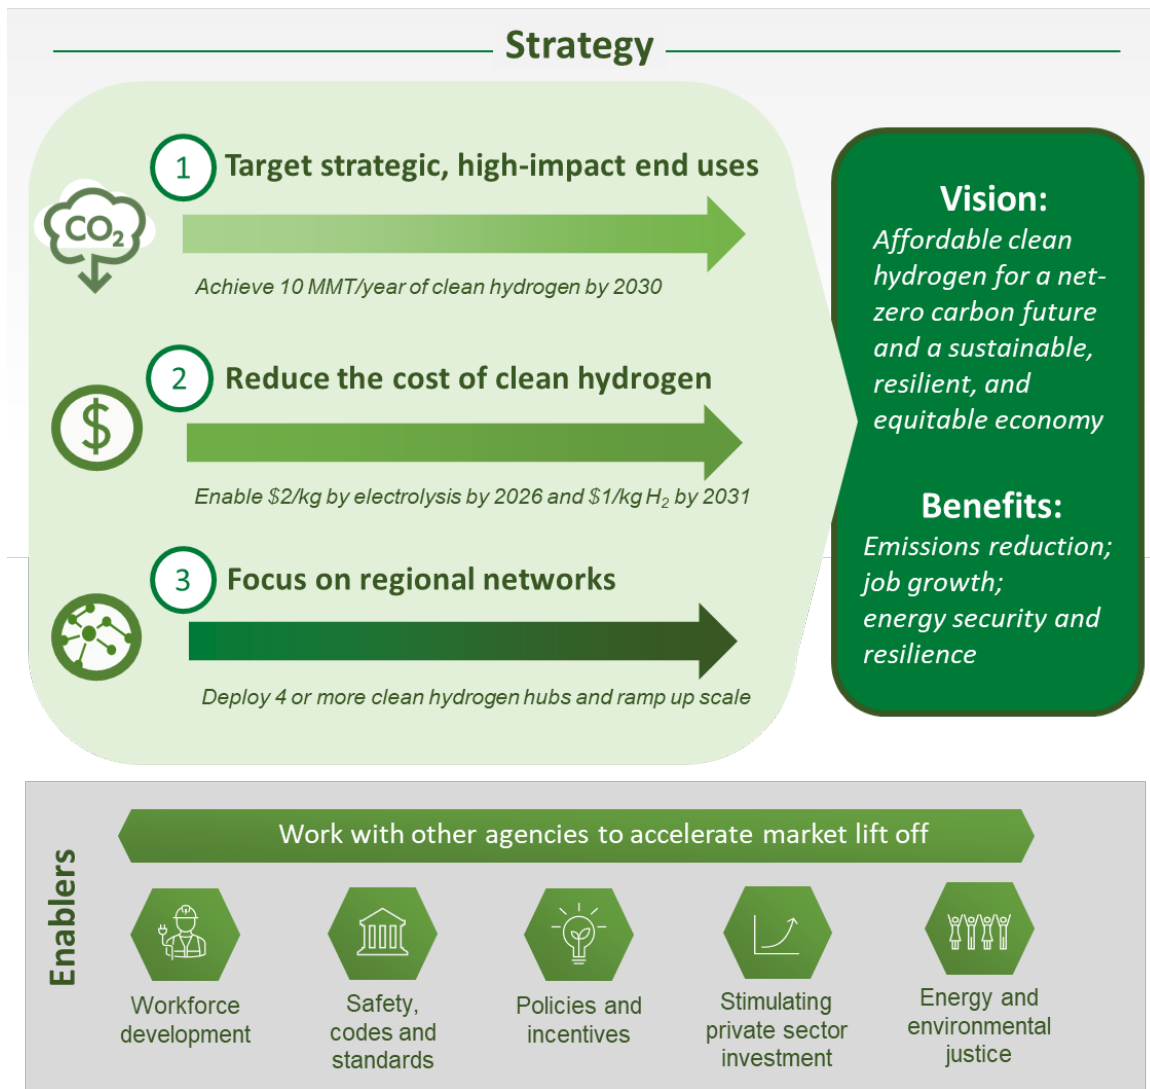 Strategy
1
Target strategic, high-impact end uses
CO₂
Achieve 10 MMT/year of clean hydrogen by 2030
2
Reduce the cost of clean hydrogen
$
Enable $2/kg by electrolysis by 2026 and $1/kg H₂ by 2031
3
Focus on regional networks
Deploy 4 or more clean hydrogen hubs and ramp up scale
Vision:
Affordable clean
hydrogen for a net-
zero carbon future
and a sustainable,
resilient, and
equitable economy
Benefits:
Emissions reduction;
job growth;
energy security and
resilience
Enablers
Work with other agencies to accelerate market lift off
Workforce
development
Safety,
codes and
standards
Policies and
incentives
Stimulating
private sector
investment
Energy and
environmental
justice